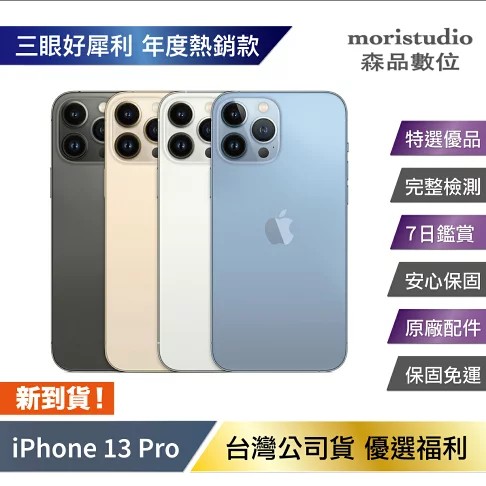 三眼好犀利 年度熱銷款
moristudio
森品數位
特選優品
完整檢測
7日鑑賞
安心保固
原廠配件
保固免運
新到貨！
iPhone 13 Pro
台灣公司貨 優選福利